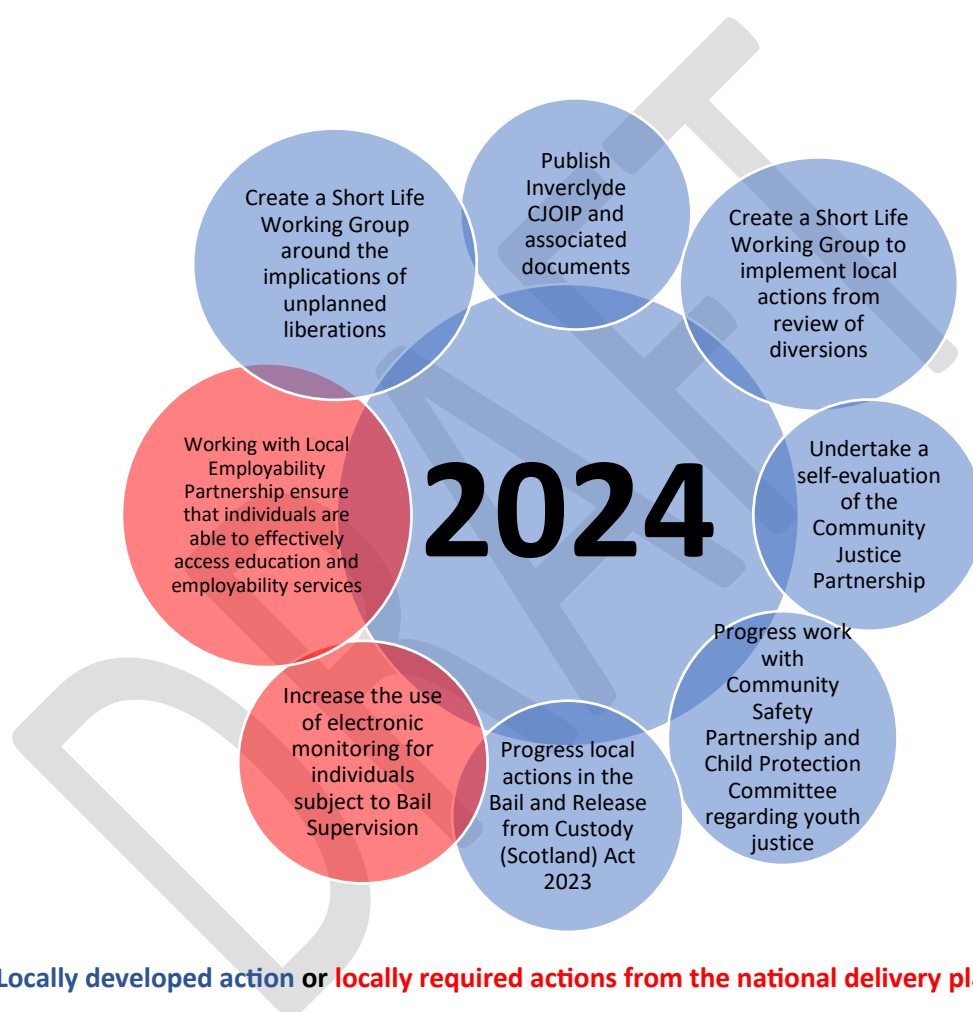 Publish
Inverclyde
CJOIP and
associated
documents
Create a Short Life
Working Group to
implement local
actions from
review of
diversions
Undertake a
self-evaluation
of the
Community
Justice
Partnership
Progress work
with
Community
Safety
Partnership and
Child Protection
Committee
regarding youth
justice
Progress local
actions in the
Bail and Release
from Custody
(Scotland) Act
2023
Increase the use
of electronic
monitoring for
individuals
subject to Bail
Supervision
Working with Local
Employability
Partnership ensure
that individuals are
able to effectively
access education and
employability services
Create a Short Life
Working Group
around the
implications of
unplanned
liberations
2024
DRAFT
Locally developed action or locally required actions from the national delivery pla